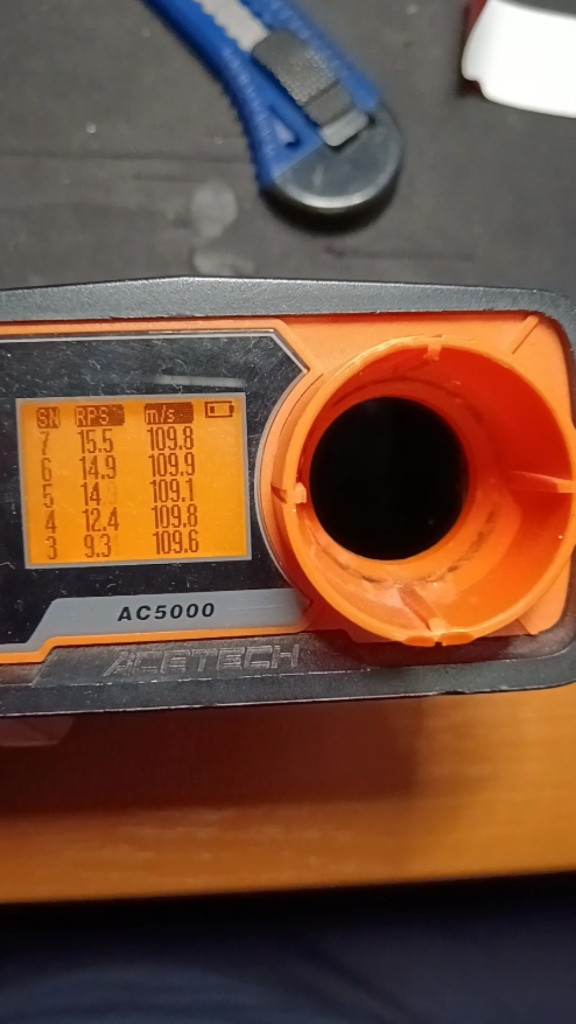 SN RPS m/s
7 15.5 109.8
6 14.9 109.9
5 14 109.1
4 12.4 109.8
3 9.3 109.6
AC5000
ACETECH